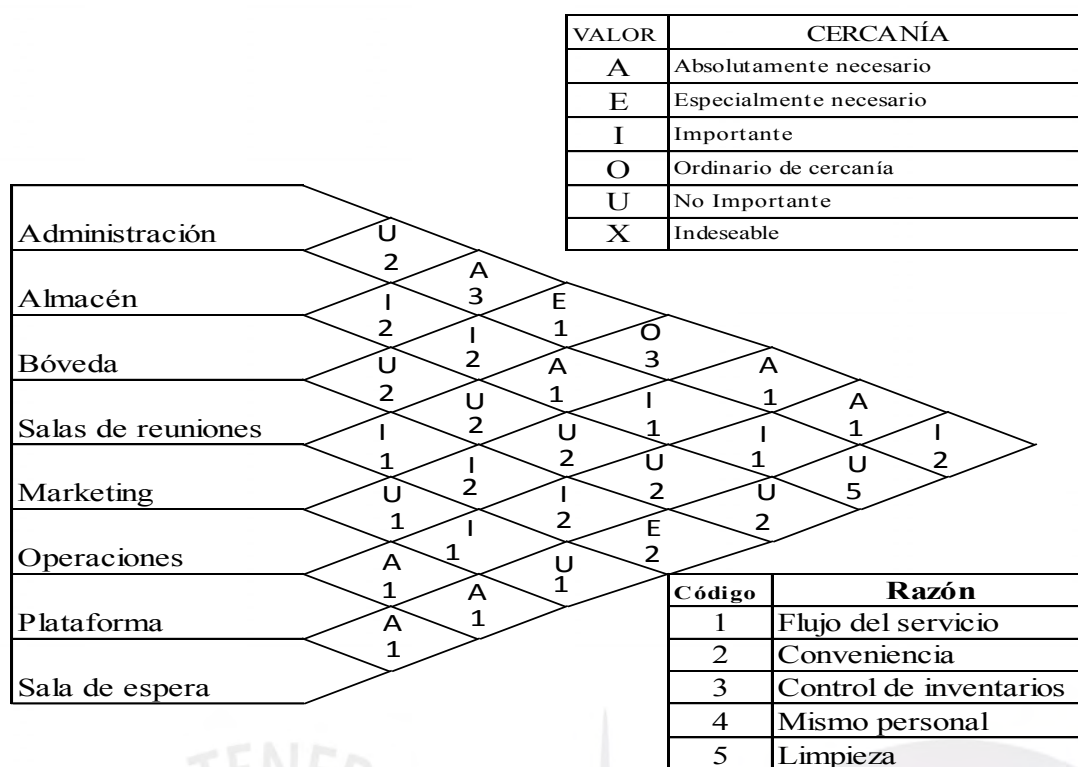 VALOR CERCANÍA
A Absolutamente necesario
E Especialmente necesario
I Importante
O Ordinario de cercanía
U No Importante
X Indeseable
Administración
Almacén
Bóveda
Salas de reuniones
Marketing
Operaciones
Plataforma
Sala de espera
U
2
A
3
E
1
O
3
A
1
A
1
I
2
I
2
I
2
A
1
I
1
I
1
U
5
U
2
U
2
U
2
U
2
U
2
I
1
I
2
I
2
E
2
U
1
I
1
U
1
A
1
A
1
A
1
Código Razón
1 Flujo del servicio
2 Conveniencia
3 Control de inventarios
4 Mismo personal
5 Limpieza
TENER